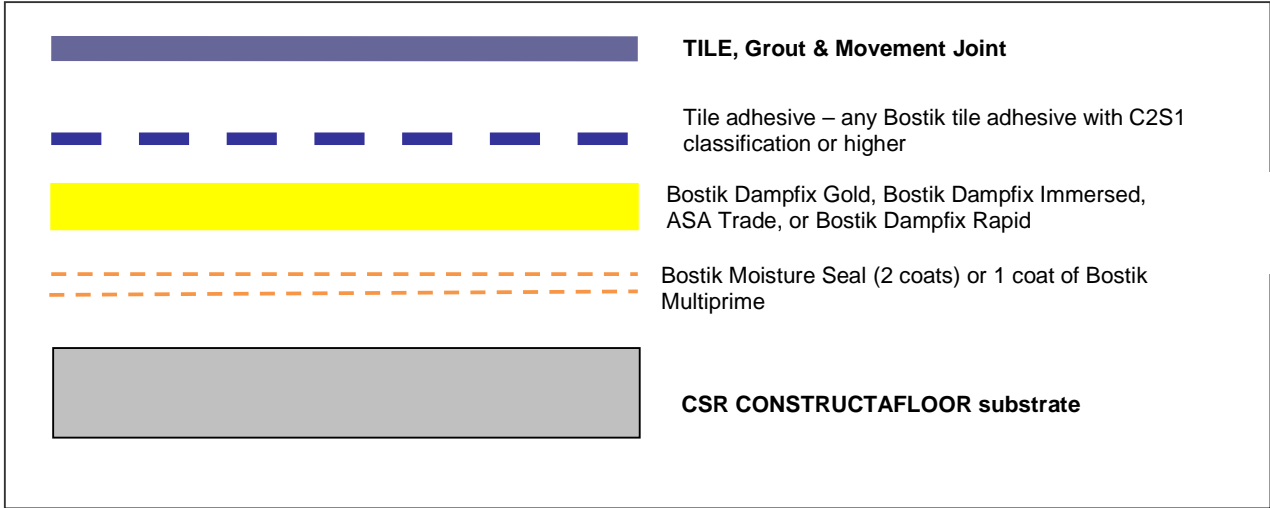 TILE, Grout & Movement Joint
Tile adhesive – any Bostik tile adhesive with C2S1
classification or higher
Bostik Dampfix Gold, Bostik Dampfix Immersed,
ASA Trade, or Bostik Dampfix Rapid
Bostik Moisture Seal (2 coats) or 1 coat of Bostik
Multiprime
CSR CONSTRUCTAFLOOR substrate